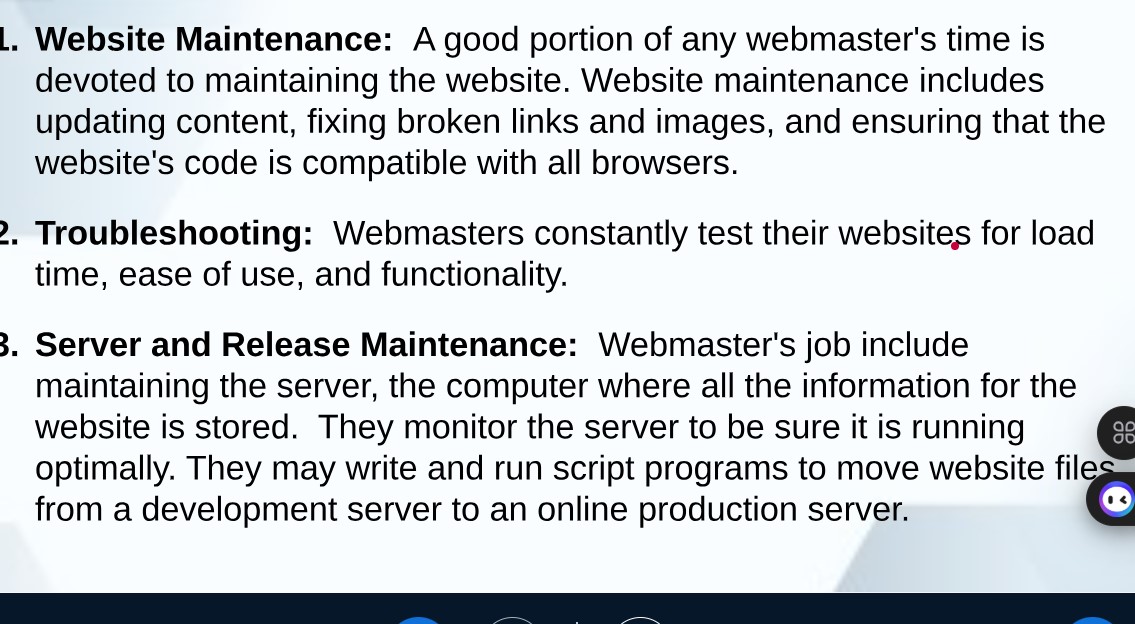 1. Website Maintenance: A good portion of any webmaster's time is
devoted to maintaining the website. Website maintenance includes
updating content, fixing broken links and images, and ensuring that the
website's code is compatible with all browsers.
2. Troubleshooting: Webmasters constantly test their websites for load
time, ease of use, and functionality.
3. Server and Release Maintenance: Webmaster's job include
maintaining the server, the computer where all the information for the
website is stored. They monitor the server to be sure it is running
optimally. They may write and run script programs to move website files
from a development server to an online production server.